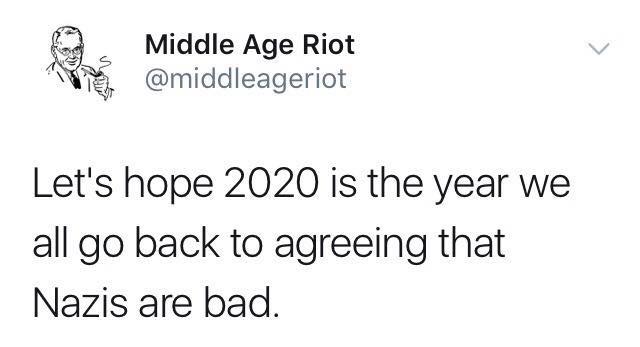 Middle Age Riot
@middleageriot
Let's hope 2020 is the year we
all go back to agreeing that
Nazis are bad.